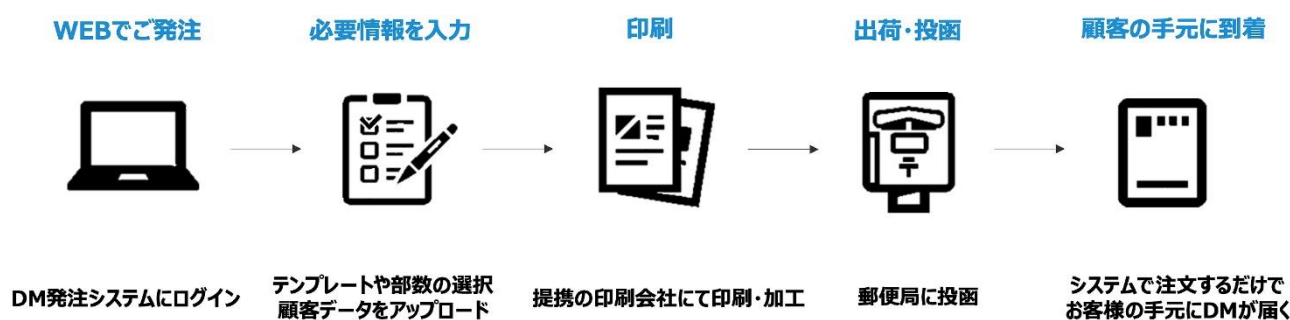 WEBでご発注
必要情報を入力
印刷
出荷・投函
顧客の手元に到着
DM発注システムにログイン
テンプレートや部数の選択
顧客データをアップロード
提携の印刷会社にて印刷・加工
郵便局に投函
システムで注文するだけで
お客様の手元にDMが届く